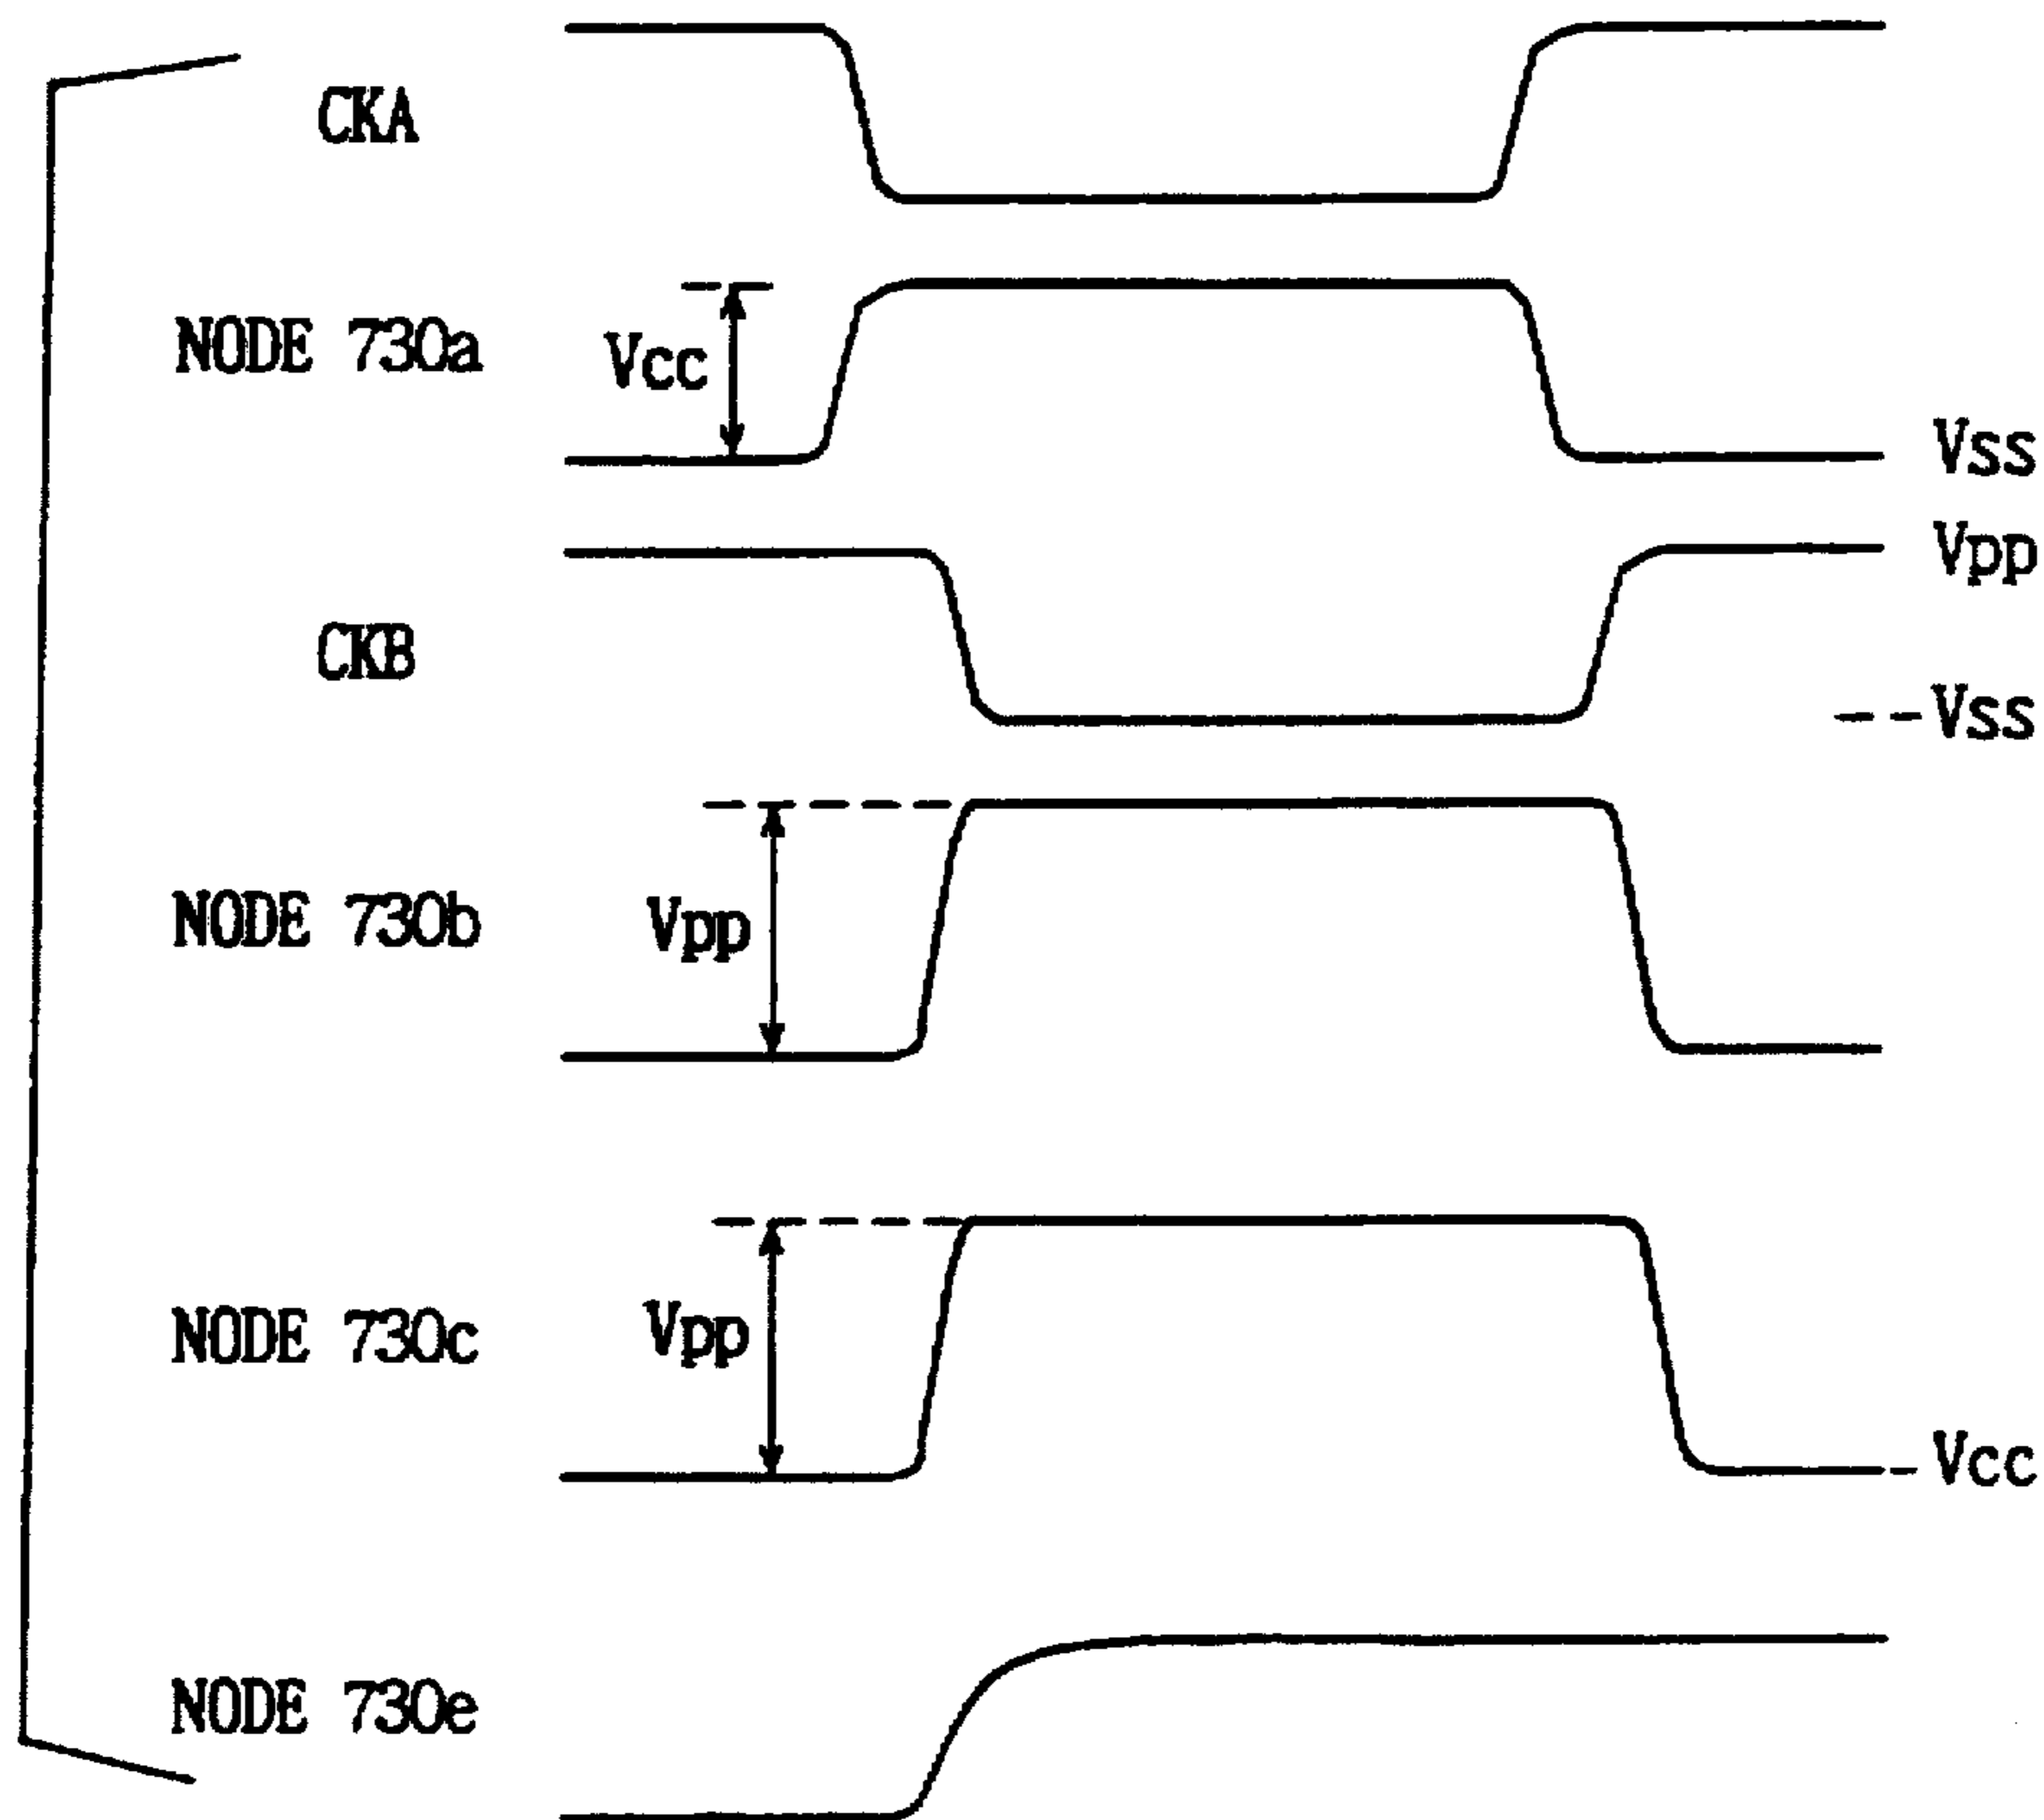 CKA
NODE 730a
Vcc
Vss
Vpp
CKB
Vss
NODE 730b
Vpp
NODE 730c
Vpp
Vcc
NODE 730e